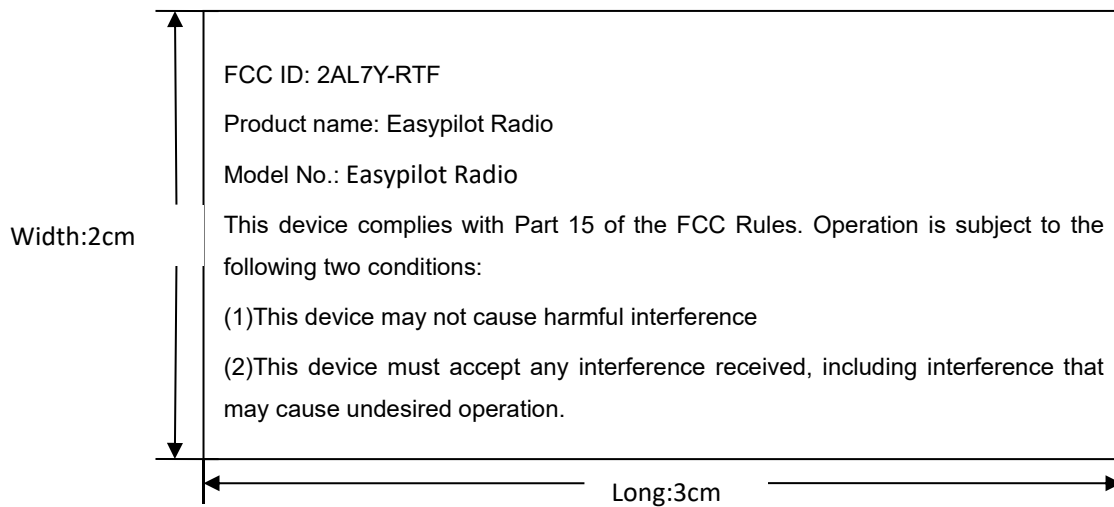 FCC ID: 2AL7Y-RTF
Product name: Easypilot Radio
Model No.: Easypilot Radio
Width:2cm
This device complies with Part 15 of the FCC Rules. Operation is subject to the
following two conditions:
(1)This device may not cause harmful interference
(2)This device must accept any interference received, including interference that
may cause undesired operation.
Long:3cm